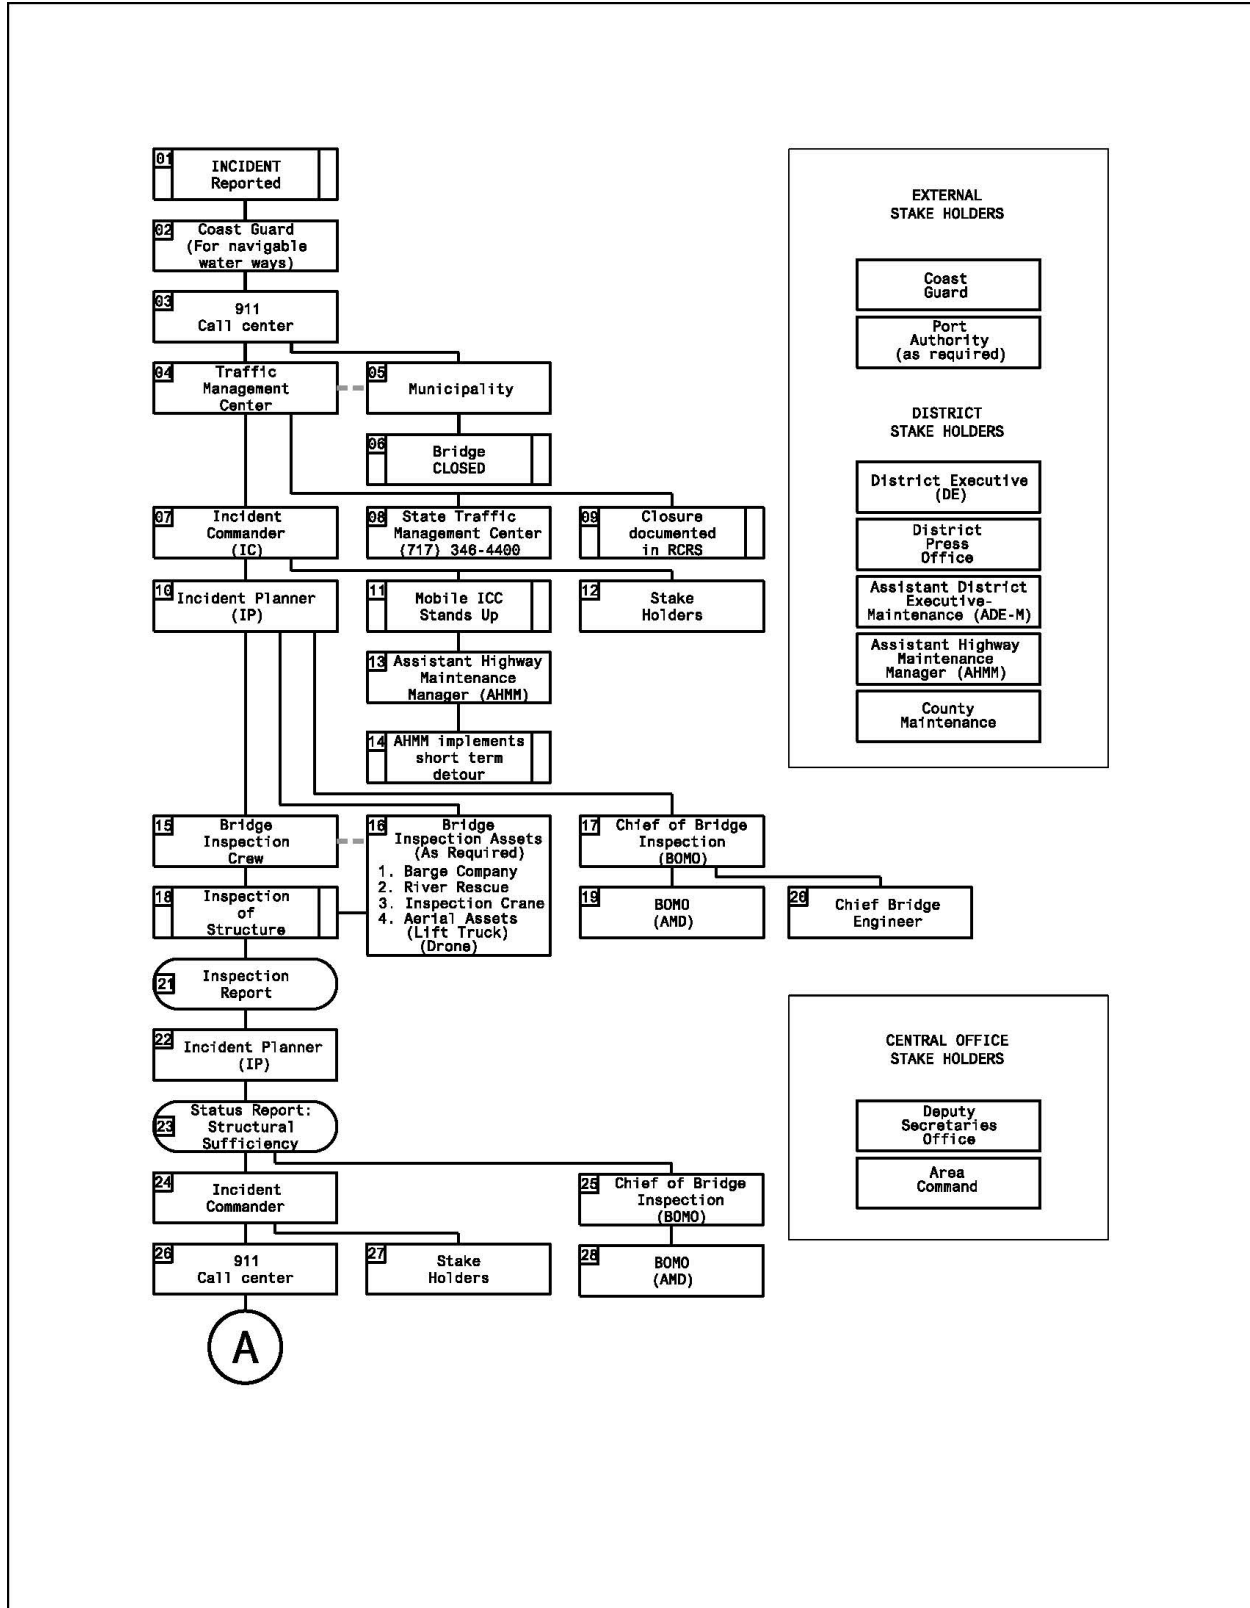 01
INCIDENT
Reported
02
Coast Guard
(For navigable
water ways)
03
911
Call center
04
Traffic
Management
Center
05
Municipality
06
Bridge
CLOSED
07
Incident
Commander
(IC)
08
State Traffic
Management Center
(717) 346-4400
09
Closure
documented
in RCRS
10
Incident Planner
(IP)
11
Mobile ICC
Stands Up
12
Stake
Holders
13
Assistant Highway
Maintenance
Manager (AHMM)
14
AHMM implements
short term
detour
15
Bridge
Inspection
Crew
16
Bridge
Inspection Assets
(As Required)
1. Barge Company
2. River Rescue
3. Inspection Crane
4. Aerial Assets
(Lift Truck)
(Drone)
17
Chief of Bridge
Inspection
(BOMO)
18
Inspection
of
Structure
19
BOMO
(AMD)
20
Chief Bridge
Engineer
21
Inspection
Report
22
Incident Planner
(IP)
23
Status Report:
Structural
Sufficiency
24
Incident
Commander
25
Chief of Bridge
Inspection
(BOMO)
26
911
Call center
27
Stake
Holders
28
BOMO
(AMD)
A
EXTERNAL
STAKE HOLDERS
Coast
Guard
Port
Authority
(as required)
DISTRICT
STAKE HOLDERS
District Executive
(DE)
District
Press
Office
Assistant District
Executive-
Maintenance (ADE-M)
Assistant Highway
Maintenance
Manager (AHMM)
County
Maintenance
CENTRAL OFFICE
STAKE HOLDERS
Deputy
Secretaries
Office
Area
Command